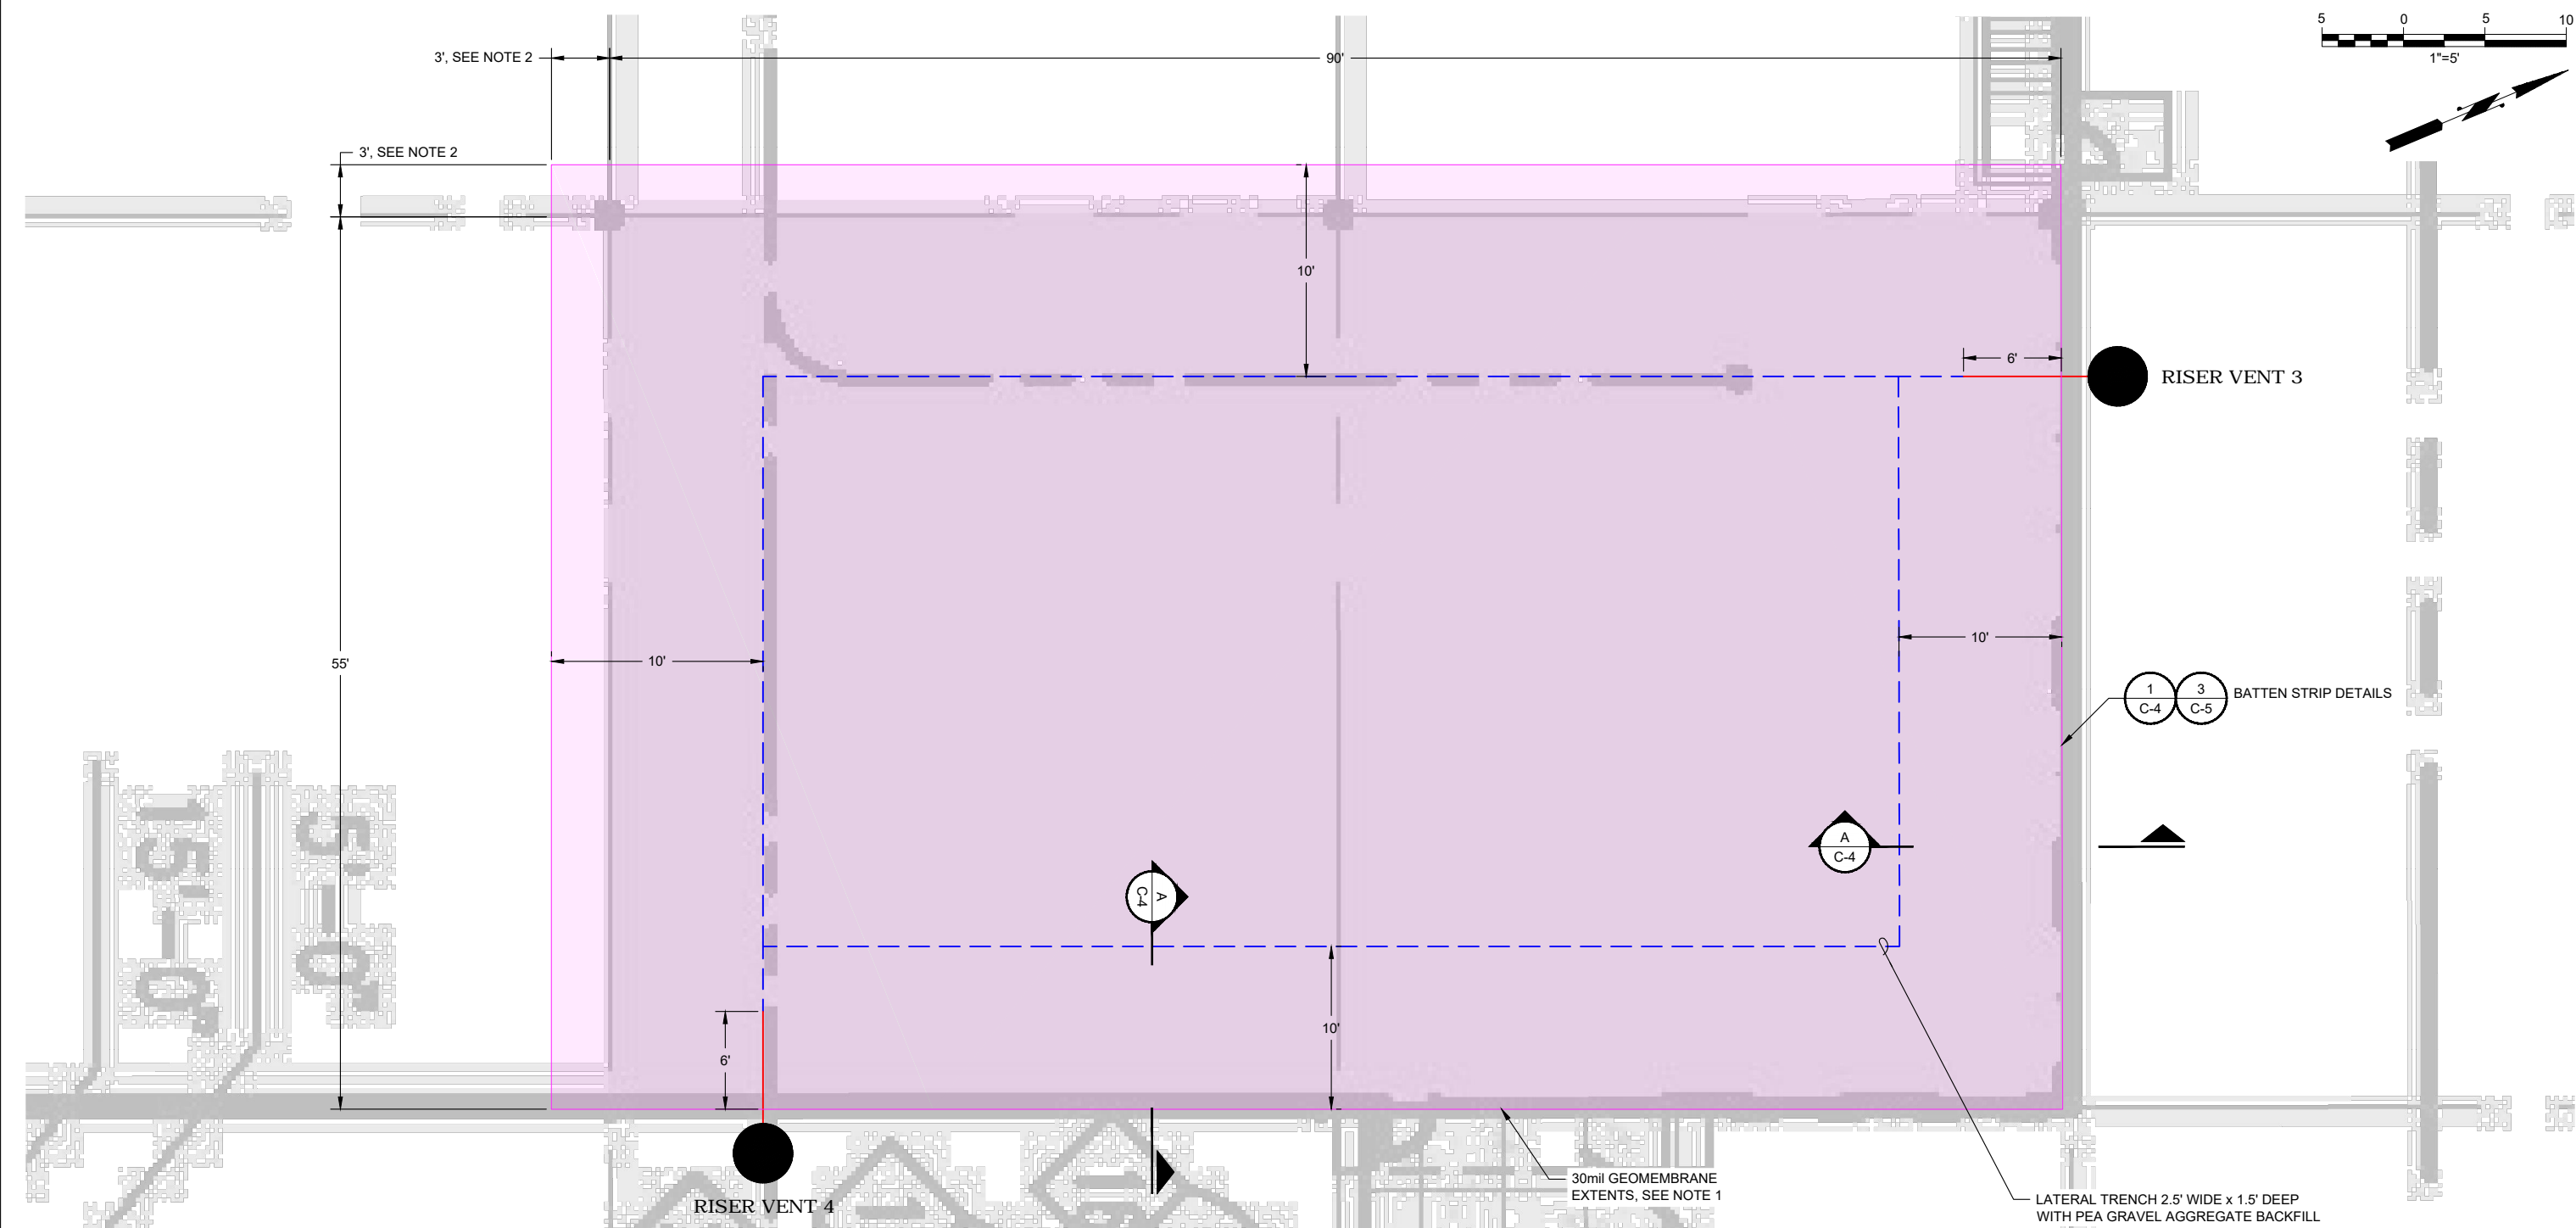 5 0 5 10
1"=5'
3', SEE NOTE 2
90'
3', SEE NOTE 2
10'
6'
RISER VENT 3
10'
10'
55'
1
C-4
3
C-5
BATTEN STRIP DETAILS
15'-0"
5'-0"
A
C-4
A
C-4
10'
6'
30mil GEOMEMBRANE
EXTENTS, SEE NOTE 1
LATERAL TRENCH 2.5' WIDE x 1.5' DEEP
WITH PEA GRAVEL AGGREGATE BACKFILL
RISER VENT 4